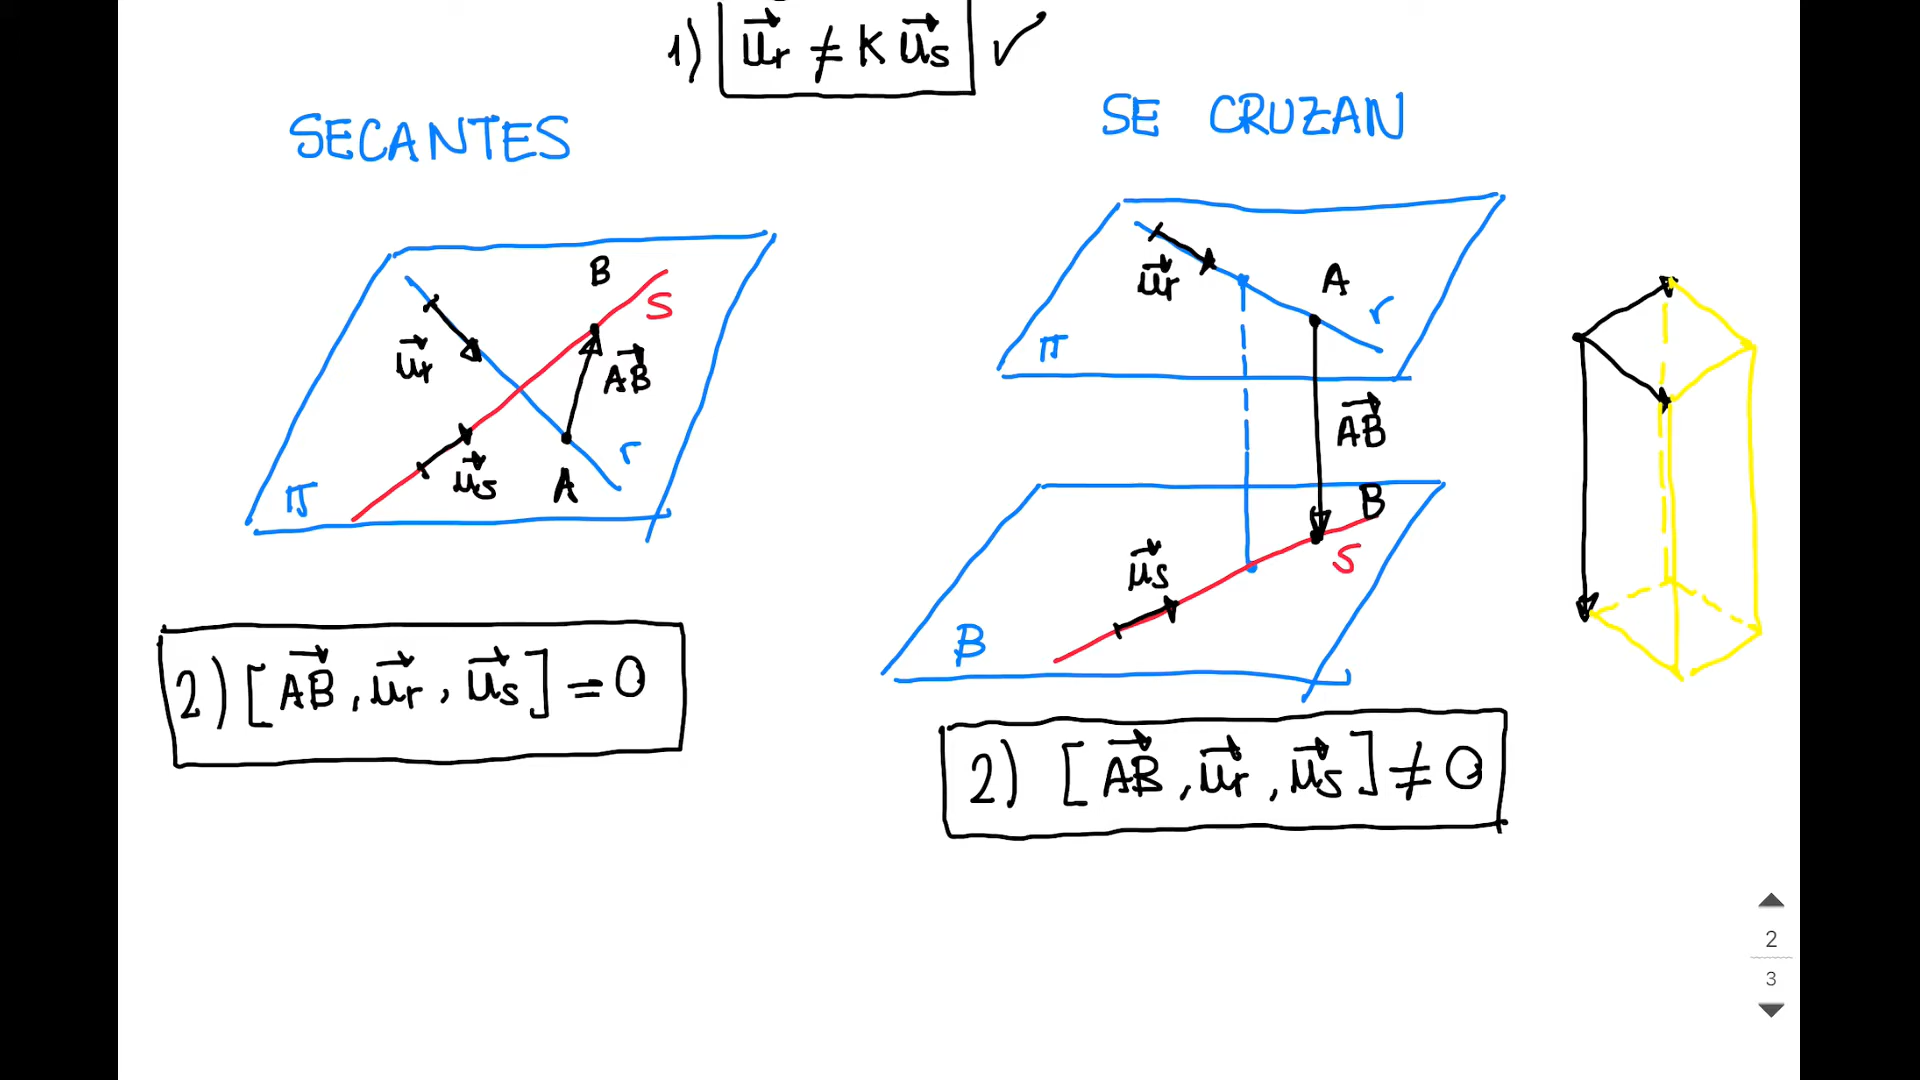 1) u⃗r ≠ K u⃗s ✓
SECANTES
SE CRUZAN
B
S
u⃗r
AB⃗
u⃗s
A
r
π
u⃗r
A
r
π
AB⃗
B
S
u⃗s
B
2) [AB⃗, u⃗r, u⃗s] = 0
2) [AB⃗, u⃗r, u⃗s] ≠ 0
2
3